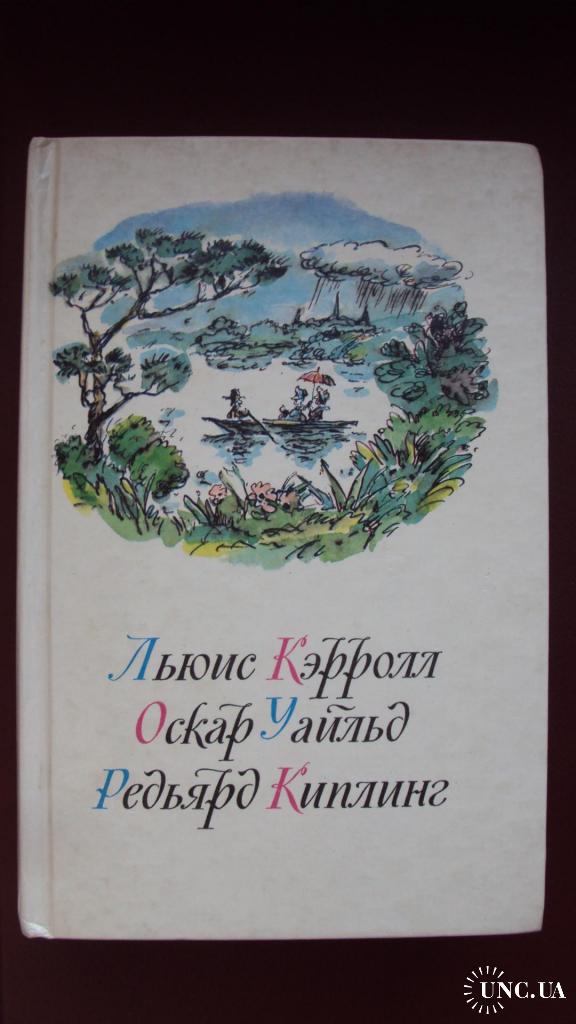 Льюис Кэрролл
Оскар Уайльд
Редьярд Киплинг
UNC.UA